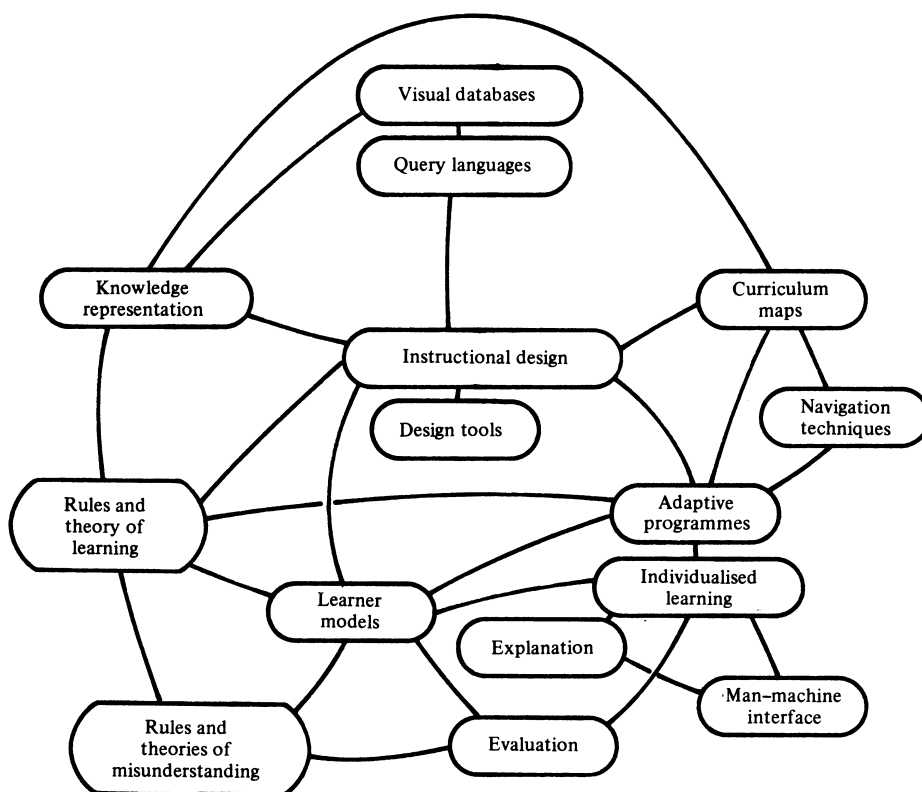 Visual databases
Query languages
Knowledge
representation
Curriculum
maps
Instructional design
Design tools
Navigation
techniques
Rules and
theory of
learning
Adaptive
programmes
Individualised
learning
Learner
models
Explanation
Man–machine
interface
Rules and
theories of
misunderstanding
Evaluation